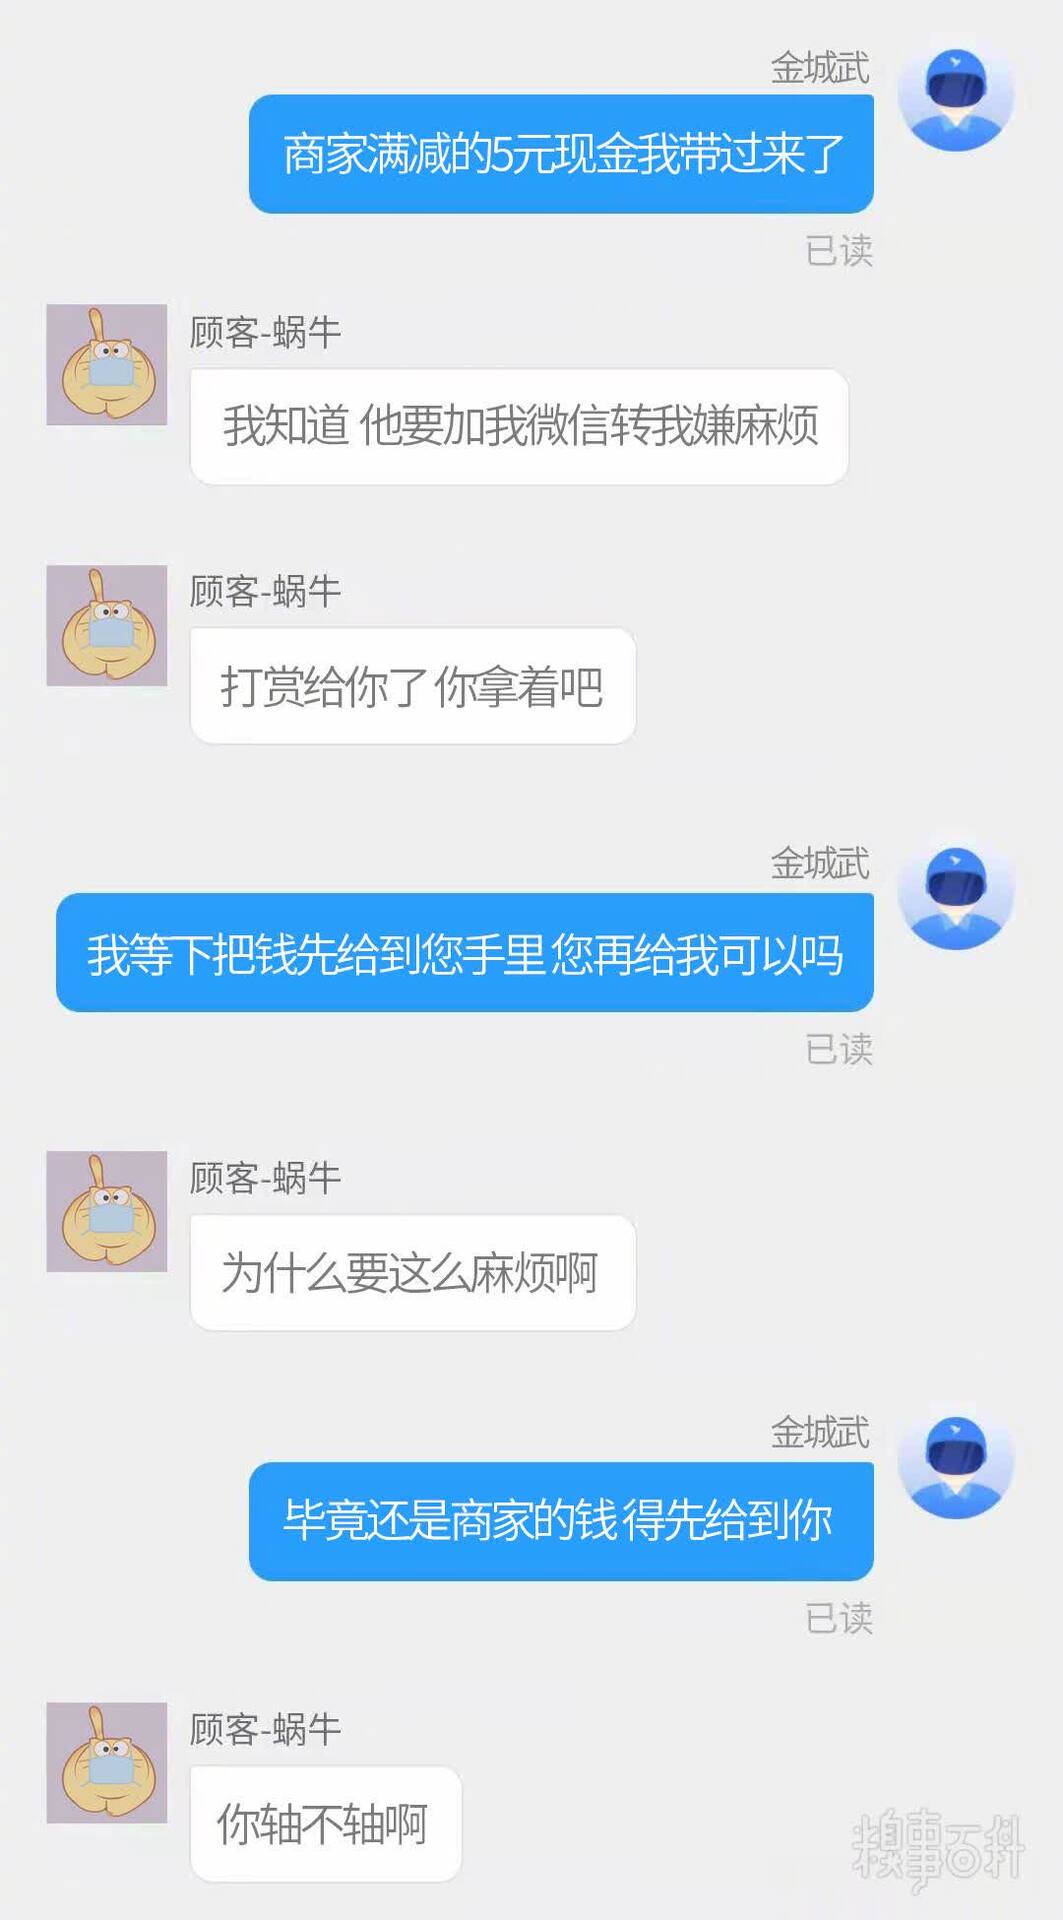 金城武
商家满减的5元现金我带过来了
已读
顾客-蜗牛
我知道 他要加我微信转我嫌麻烦
顾客-蜗牛
打赏给你了 你拿着吧
金城武
我等下把钱先给到您手里 您再给我可以吗
已读
顾客-蜗牛
为什么要这么麻烦啊
金城武
毕竟还是商家的钱 得先给到你
已读
顾客-蜗牛
你轴不轴啊
糗事百科